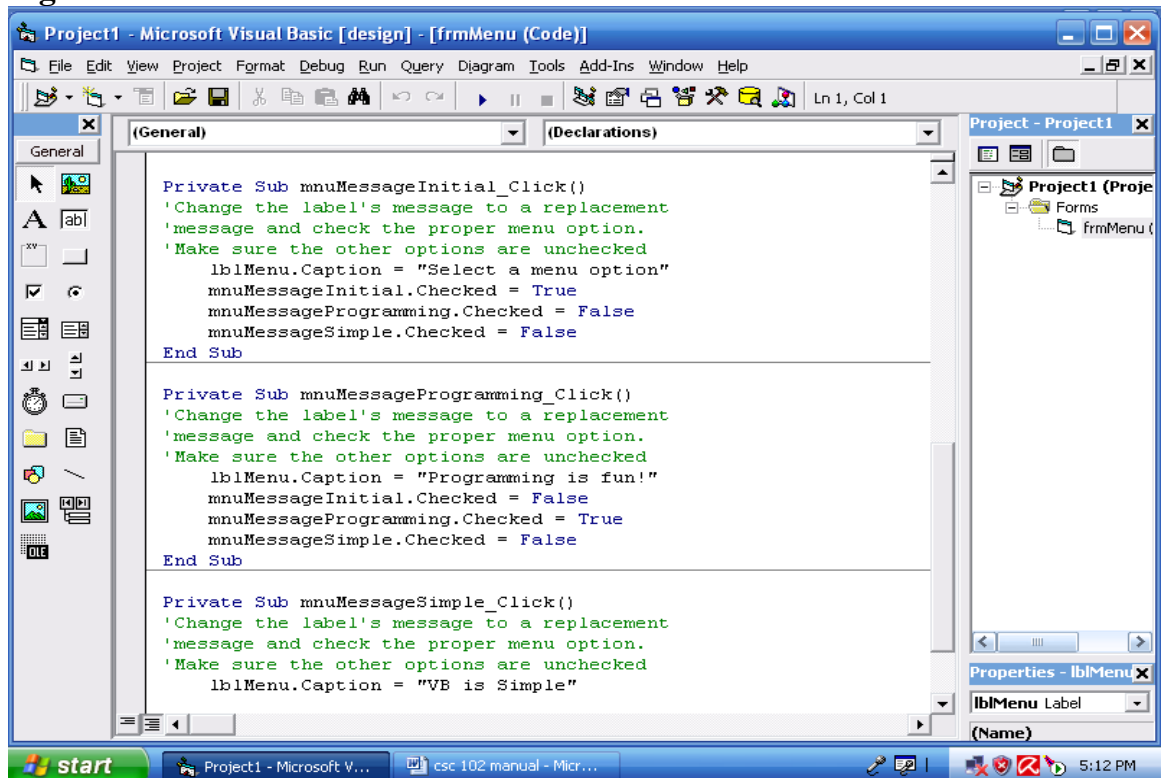 Project1 - Microsoft Visual Basic [design] - [frmMenu (Code)]
File Edit View Project Format Debug Run Query Diagram Tools Add-Ins Window Help
Ln 1, Col 1
General
(General)
(Declarations)
Private Sub mnuMessageInitial_Click()
'Change the label's message to a replacement
'message and check the proper menu option.
'Make sure the other options are unchecked
lblMenu.Caption = "Select a menu option"
mnuMessageInitial.Checked = True
mnuMessageProgramming.Checked = False
mnuMessageSimple.Checked = False
End Sub
Private Sub mnuMessageProgramming_Click()
'Change the label's message to a replacement
'message and check the proper menu option.
'Make sure the other options are unchecked
lblMenu.Caption = "Programming is fun!"
mnuMessageInitial.Checked = False
mnuMessageProgramming.Checked = True
mnuMessageSimple.Checked = False
End Sub
Private Sub mnuMessageSimple_Click()
'Change the label's message to a replacement
'message and check the proper menu option.
'Make sure the other options are unchecked
lblMenu.Caption = "VB is Simple"
A
ab|
XY
OLE
Project - Project1
Project1 (Proje
Forms
frmMenu (
Properties - lblMenu
lblMenu Label
(Name)
start
Project1 - Microsoft V...
csc 102 manual - Micr...
5:12 PM